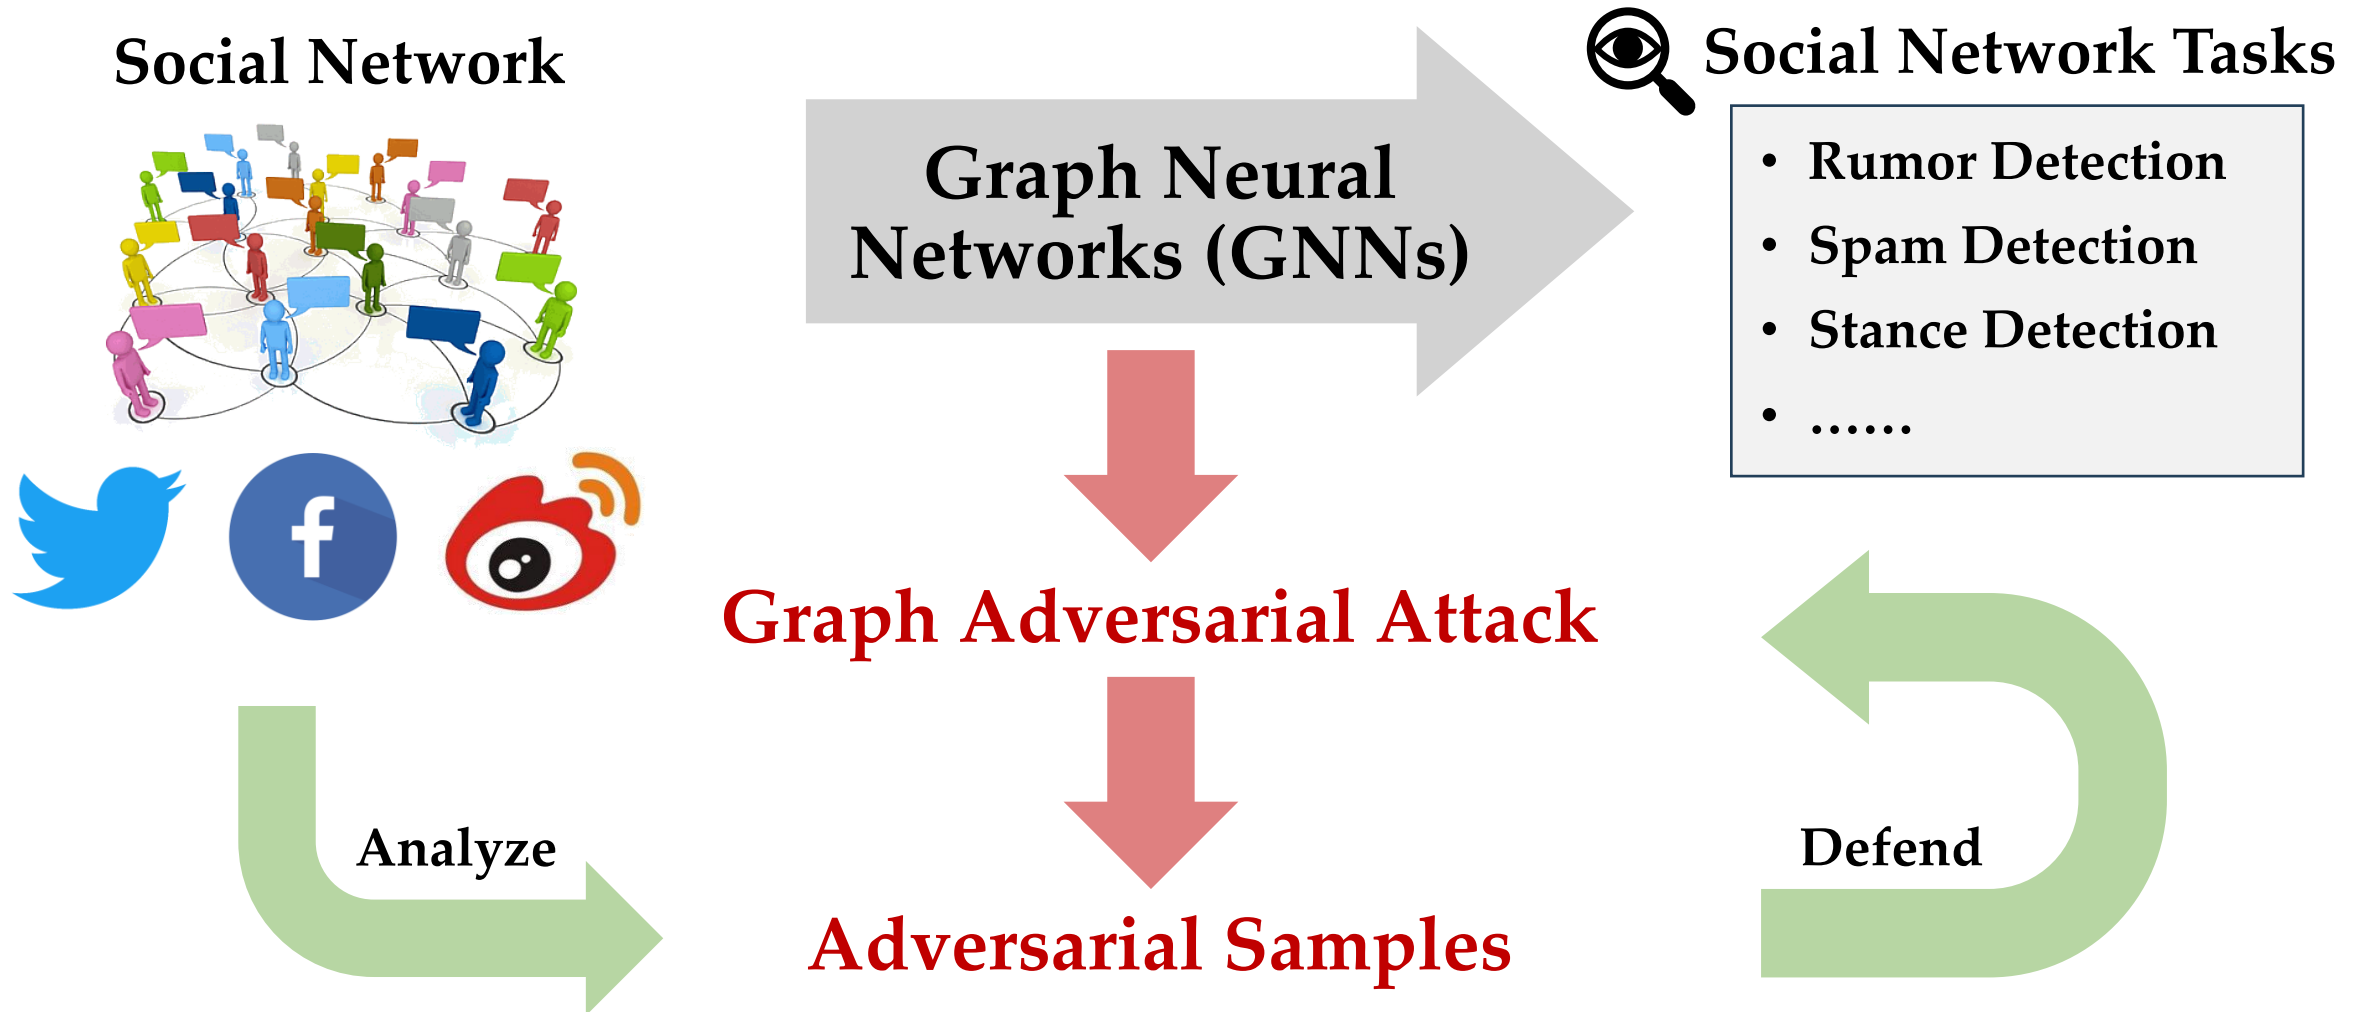 Social Network
Graph Neural
Networks (GNNs)
Social Network Tasks
• Rumor Detection
• Spam Detection
• Stance Detection
• ......
f
Graph Adversarial Attack
Analyze
Defend
Adversarial Samples